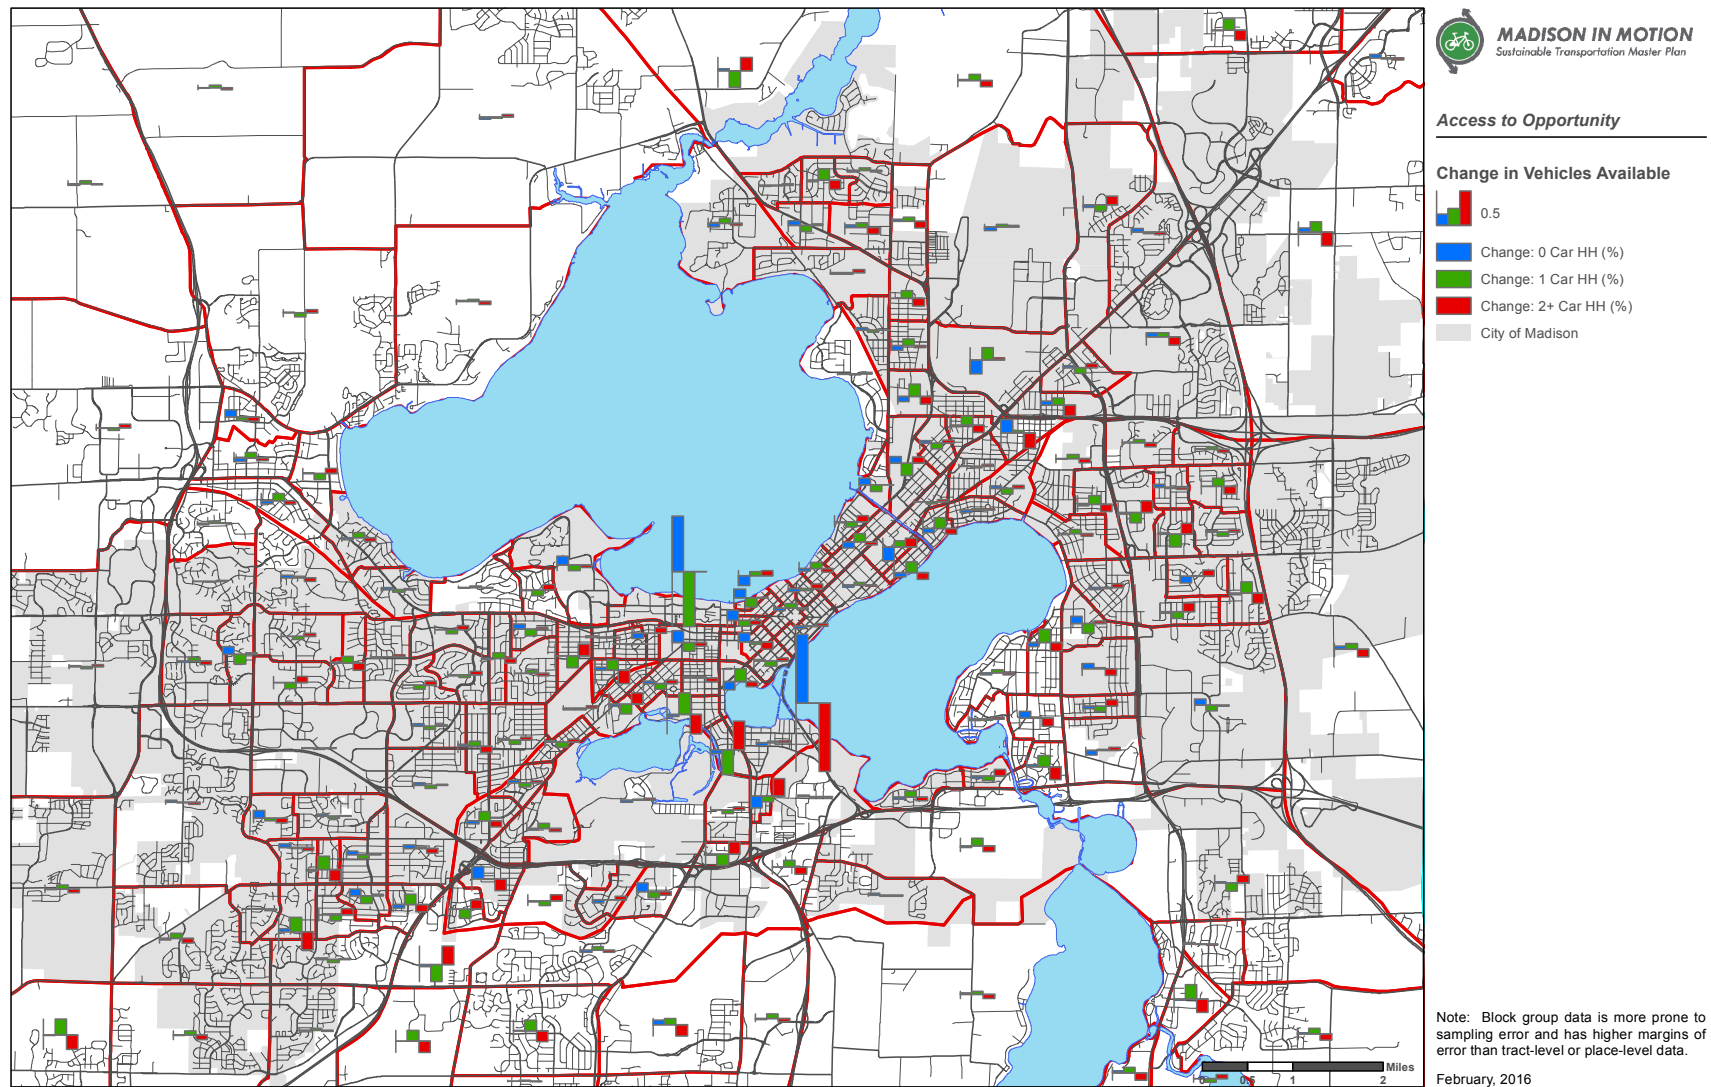 MADISON IN MOTION
Sustainable Transportation Master Plan
Access to Opportunity
Change in Vehicles Available
0.5
Change: 0 Car HH (%)
Change: 1 Car HH (%)
Change: 2+ Car HH (%)
City of Madison
Note: Block group data is more prone to
sampling error and has higher margins of
error than tract-level or place-level data.
February, 2016
Miles
0 0.5 1 2